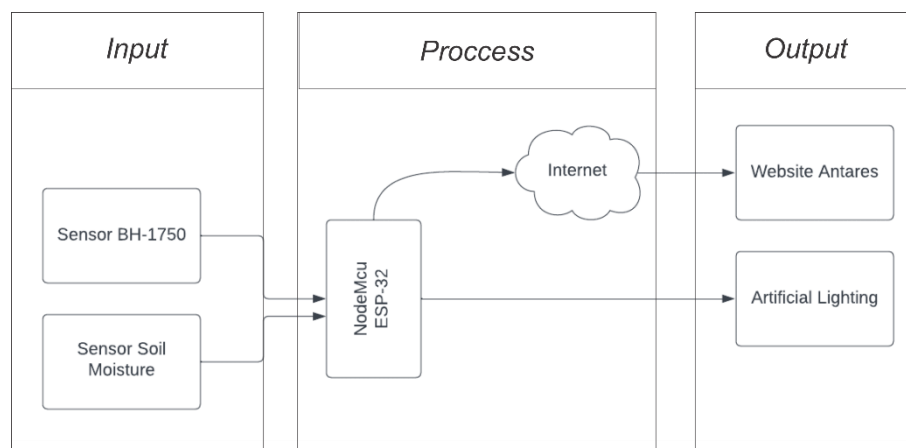 Input
Proccess
Output
Sensor BH-1750
Sensor Soil
Moisture
NodeMcu
ESP-32
Internet
Website Antares
Artificial Lighting